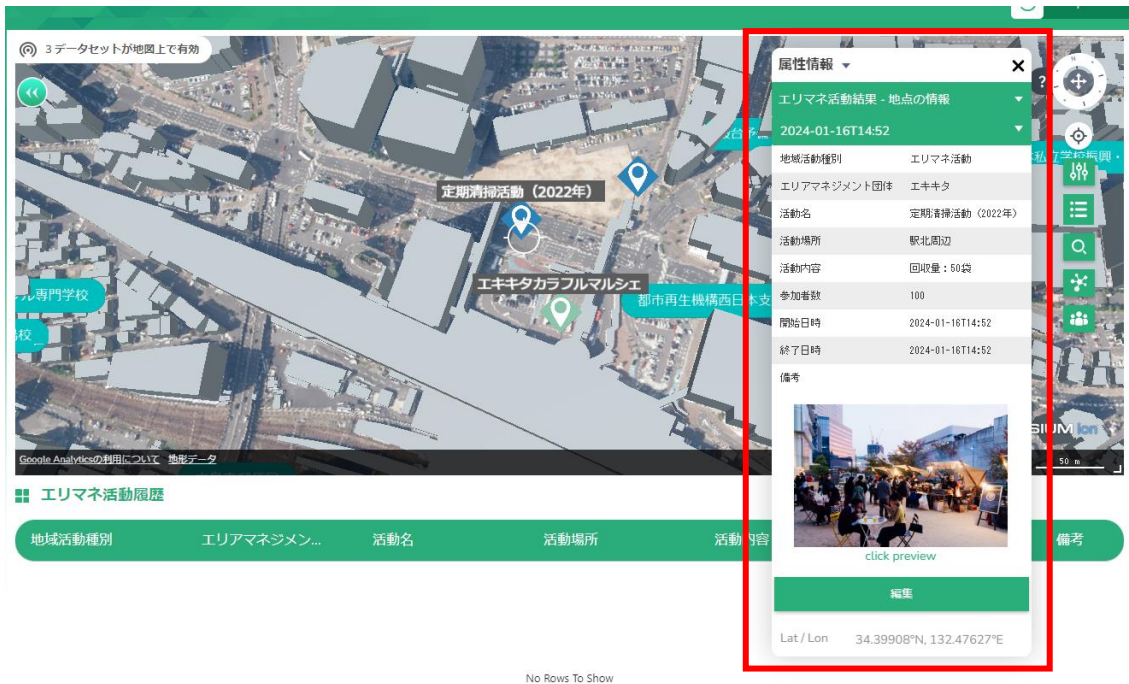 3データセットが地図上で有効
定期清掃活動（2022年）
エキキタカラフルマルシェ
専門学校
校
都市再生機構西日本支
私立学校振興・
Google Analyticsの利用について 地形データ
50 m
属性情報
エリマネ活動結果 - 地点の情報
2024-01-16T14:52
地域活動種別 エリマネ活動
エリアマネジメント団体 エキキタ
活動名 定期清掃活動（2022年）
活動場所 駅北周辺
活動内容 回収量：50袋
参加者数 100
開始日時 2024-01-16T14:52
終了日時 2024-01-16T14:52
備考
click preview
編集
Lat / Lon 34.39908°N, 132.47627°E
?
SIUM ion
エリマネ活動履歴
地域活動種別 エリアマネジメン... 活動名 活動場所 活動内容 備考
No Rows To Show